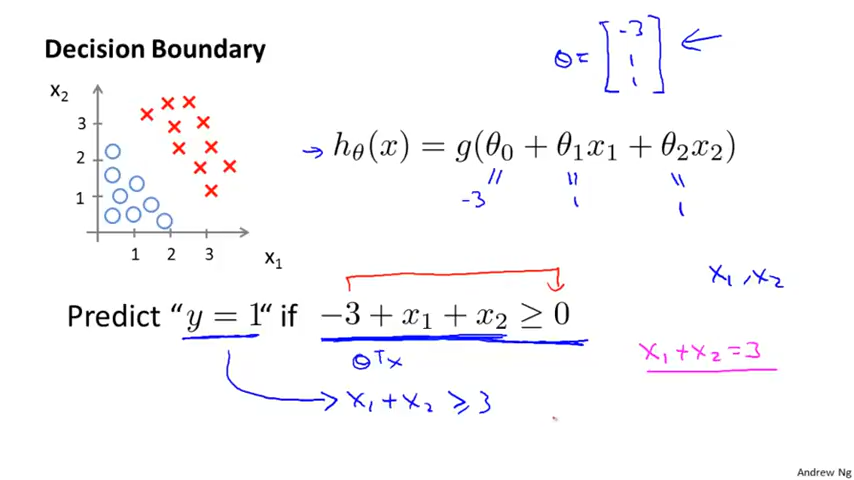 Decision Boundary
θ = [-3 1 1]
x₂
3
2
1
1 2 3
x₁
h_θ(x) = g(θ₀ + θ₁x₁ + θ₂x₂)
-3 1 1
x₁, x₂
Predict “y = 1“ if -3 + x₁ + x₂ ≥ 0
θᵀx
x₁ + x₂ = 3
x₁ + x₂ ≥ 3
Andrew Ng